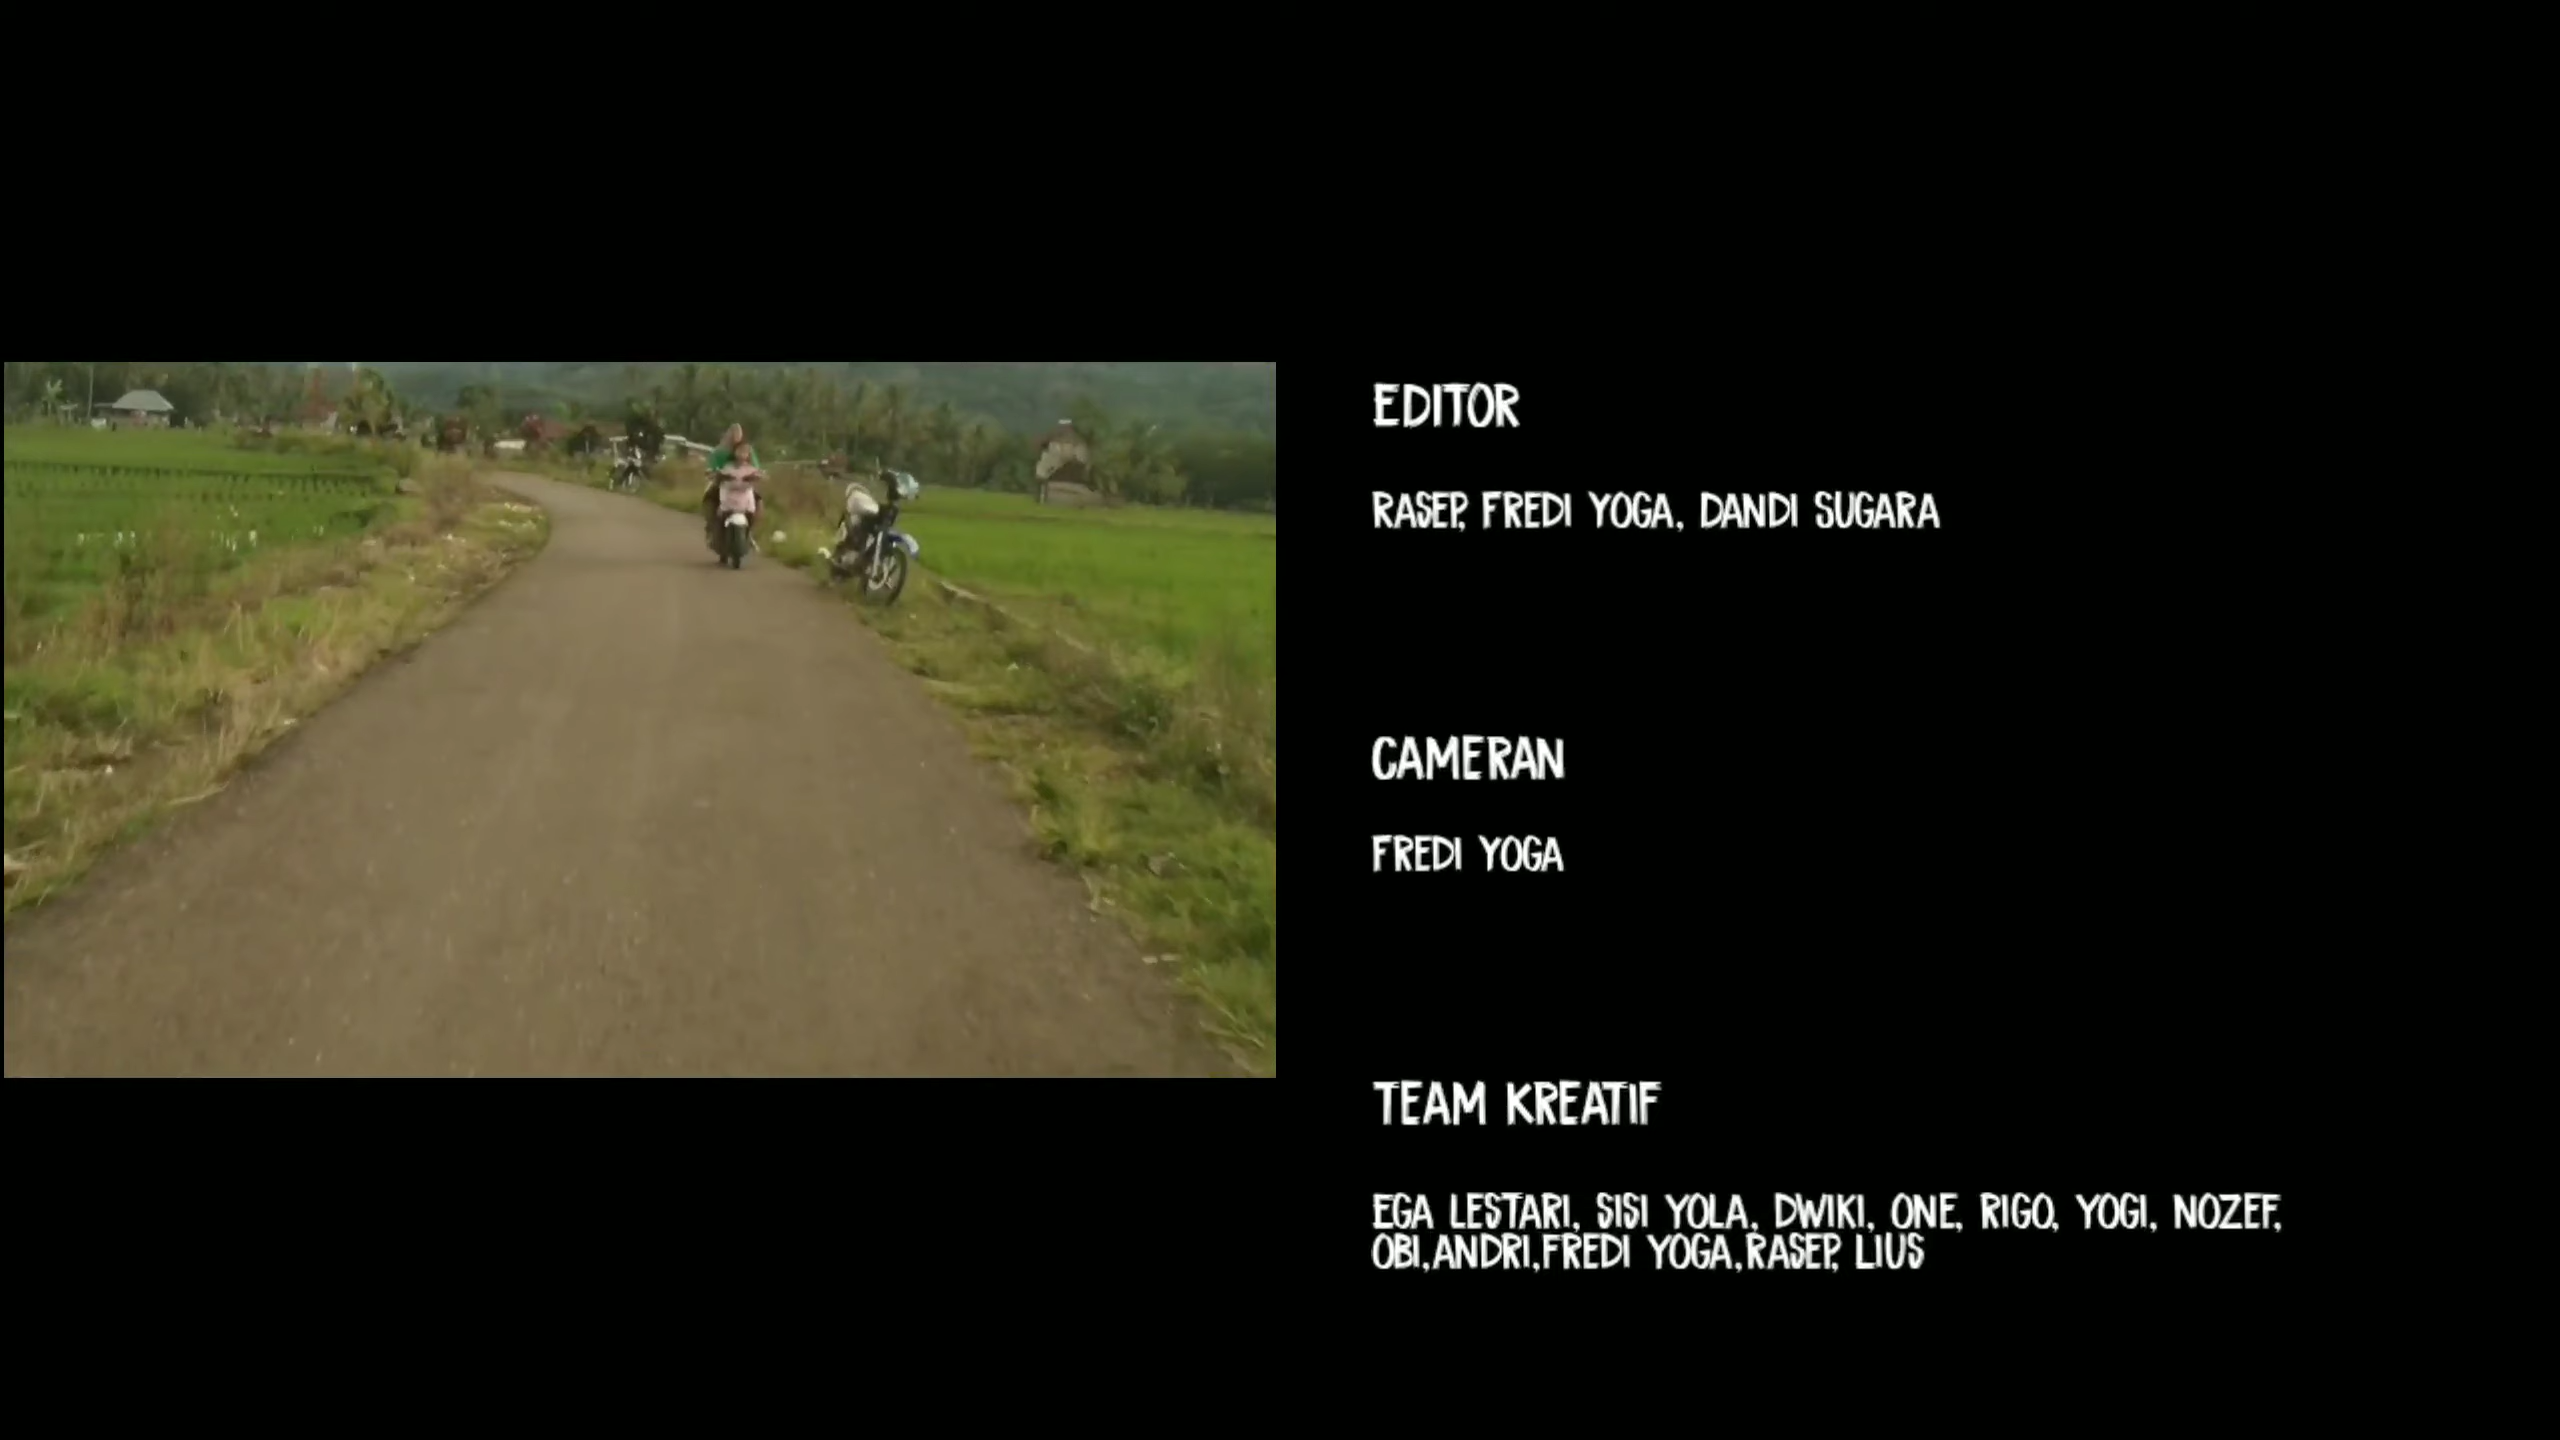 EDITOR
RASEP, FREDI YOGA, DANDI SUGARA
CAMERAN
FREDI YOGA
TEAM KREATIF
EGA LESTARI, SISI YOLA, DWIKI, ONE, RIGO, YOGI, NOZEF,
OBI,ANDRI,FREDI YOGA,RASEP, LIUS